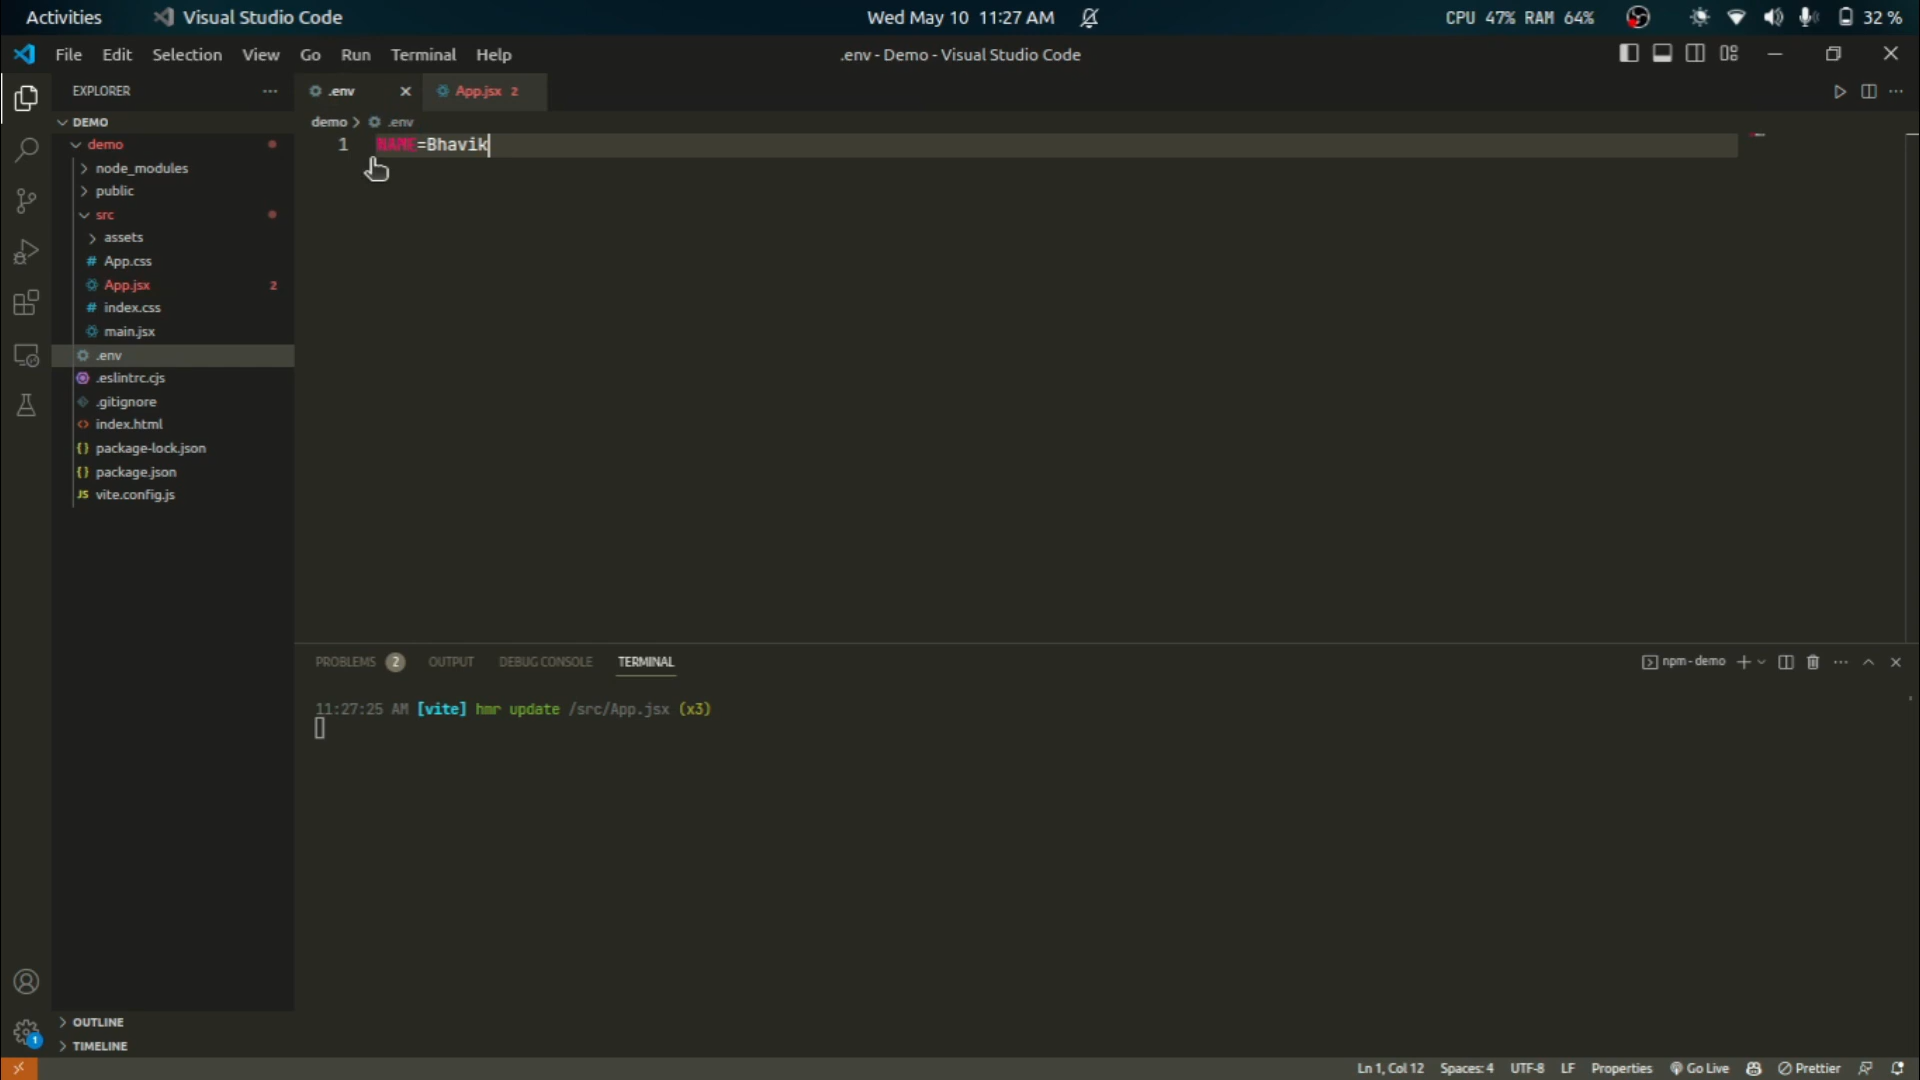 Activities Visual Studio Code Wed May 10 11:27 AM CPU 47% RAM 64% 32 %
File Edit Selection View Go Run Terminal Help .env - Demo - Visual Studio Code
EXPLORER .env App.jsx 2
DEMO demo > .env
demo
1 NAME=Bhavik
node_modules
public
src
assets
App.css
App.jsx 2
index.css
main.jsx
.env
.eslintrc.cjs
.gitignore
index.html
package-lock.json
package.json
JS vite.config.js
PROBLEMS 2 OUTPUT DEBUG CONSOLE TERMINAL npm - demo
11:27:25 AM [vite] hmr update /src/App.jsx (x3)
OUTLINE
1
TIMELINE
Ln 1, Col 12 Spaces: 4 UTF-8 LF Properties Go Live Prettier